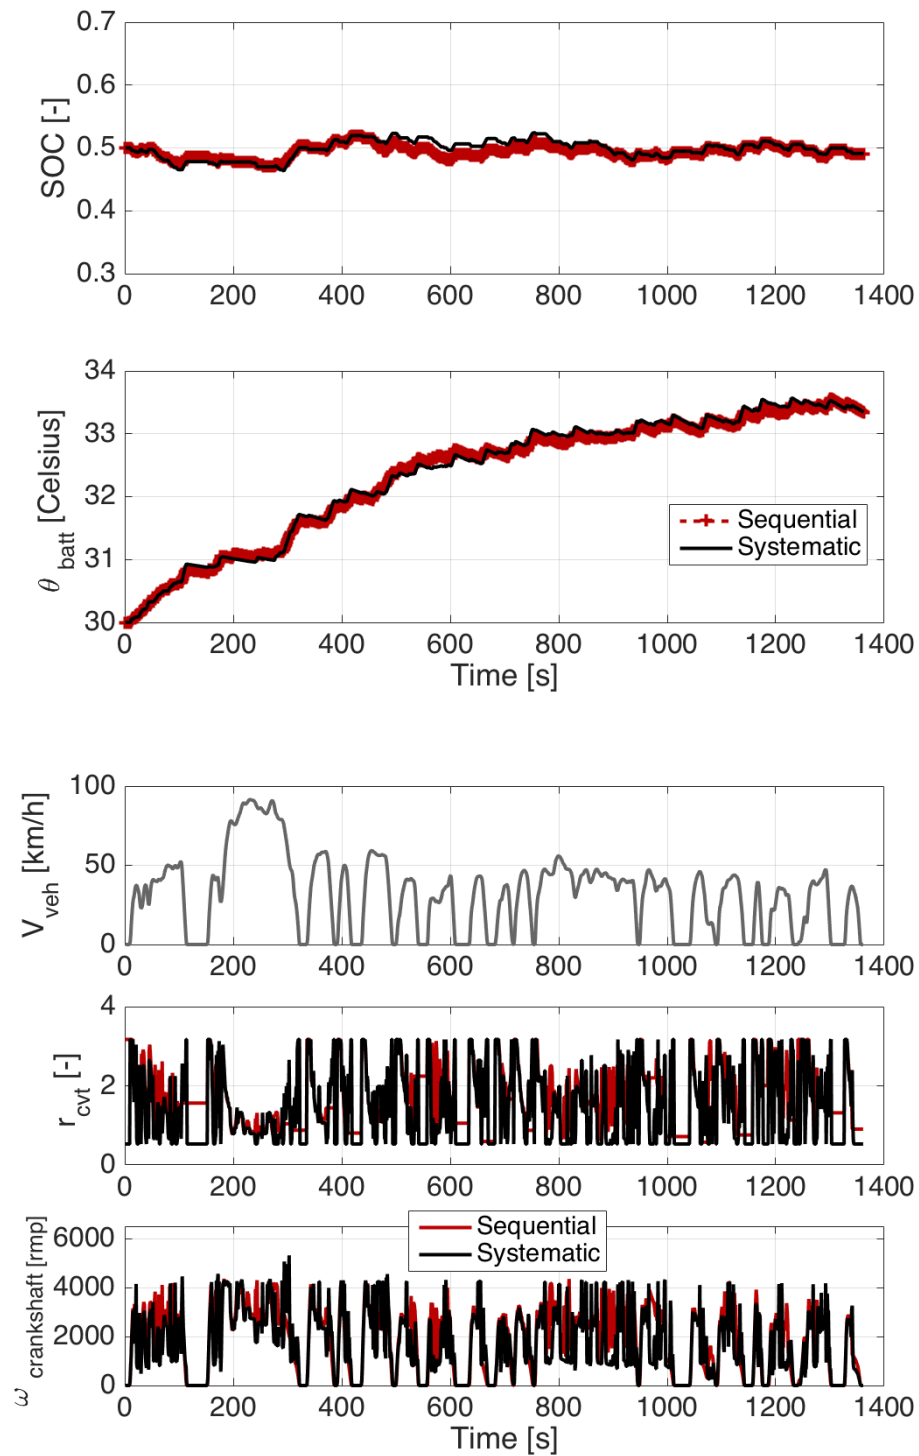 0.7
0.6
0.5
0.4
0.3
SOC [-]
0 200 400 600 800 1000 1200 1400
34
33
32
31
30
θ batt [Celsius]
Sequential
Systematic
0 200 400 600 800 1000 1200 1400
Time [s]
100
50
0
V veh [km/h]
0 200 400 600 800 1000 1200 1400
4
2
0
r cvt [-]
0 200 400 600 800 1000 1200 1400
6000
4000
2000
0
ω crankshaft [rmp]
Sequential
Systematic
0 200 400 600 800 1000 1200 1400
Time [s]